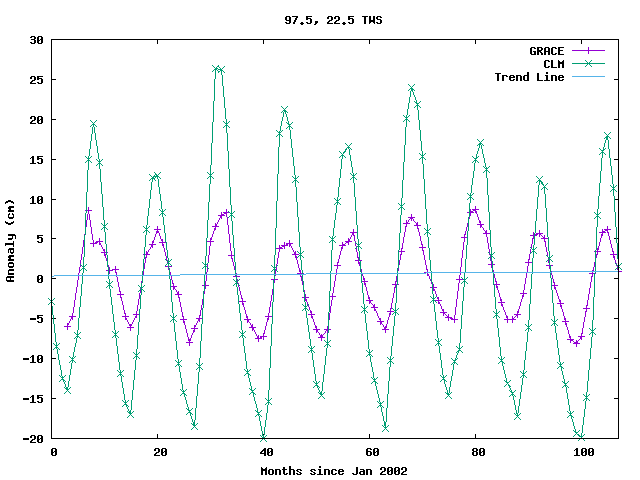 97.5, 22.5 TWS
GRACE
CLM
Trend Line
30
25
20
15
10
5
0
-5
-10
-15
-20
Anomaly (cm)
0 20 40 60 80 100
Months since Jan 2002